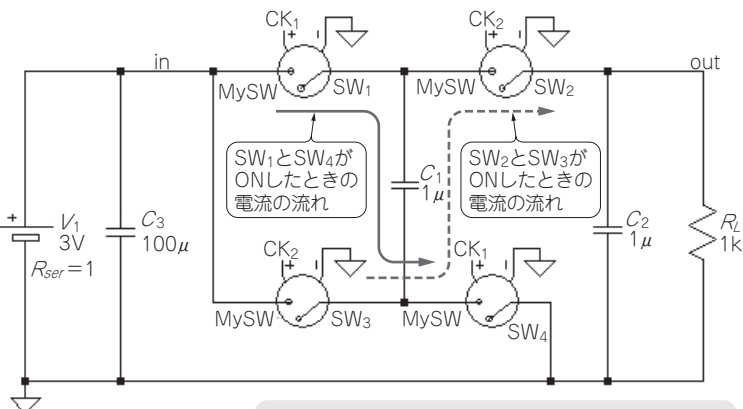 CK₁
CK₂
in
out
MySW
SW₁
MySW
SW₂
SW₁とSW₄が
ONしたときの
電流の流れ
SW₂とSW₃が
ONしたときの
電流の流れ
C₁
1μ
V₁
3V
Rser=1
C₃
100μ
C₂
1μ
RL
1k
CK₂
CK₁
MySW
SW₃
MySW
SW₄